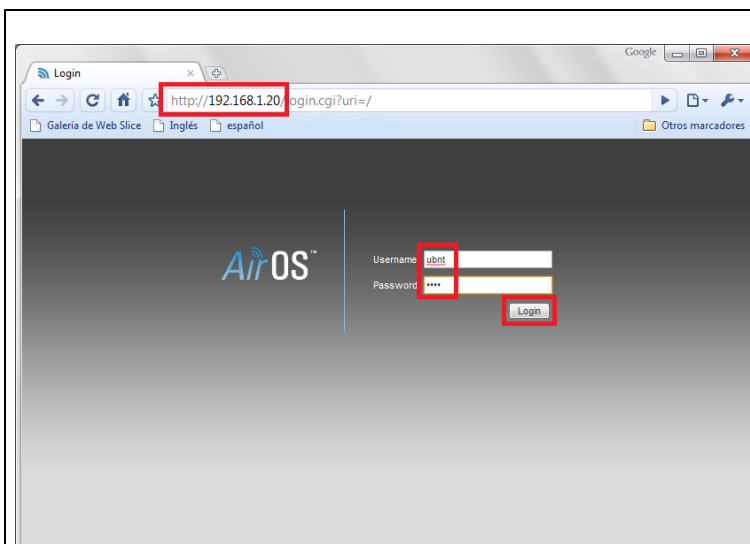 Google
Login
http://192.168.1.20/login.cgi?uri=/
Galería de Web Slice Inglés español Otros marcadores
AirOS™
Username ubnt
Password ••••
Login